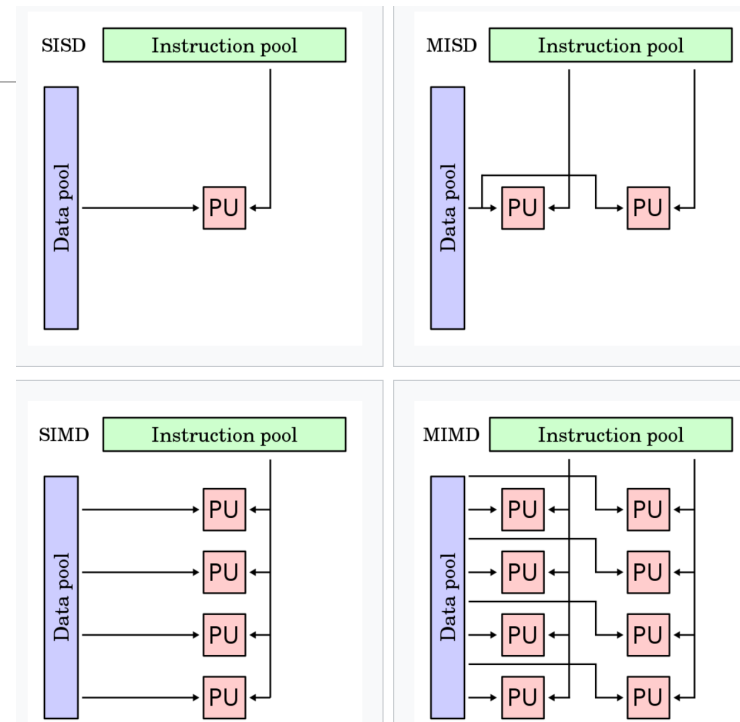 SISD Instruction pool
Data pool
PU
MISD Instruction pool
Data pool
PU PU
SIMD Instruction pool
Data pool
PU
PU
PU
PU
MIMD Instruction pool
Data pool
PU PU
PU PU
PU PU
PU PU